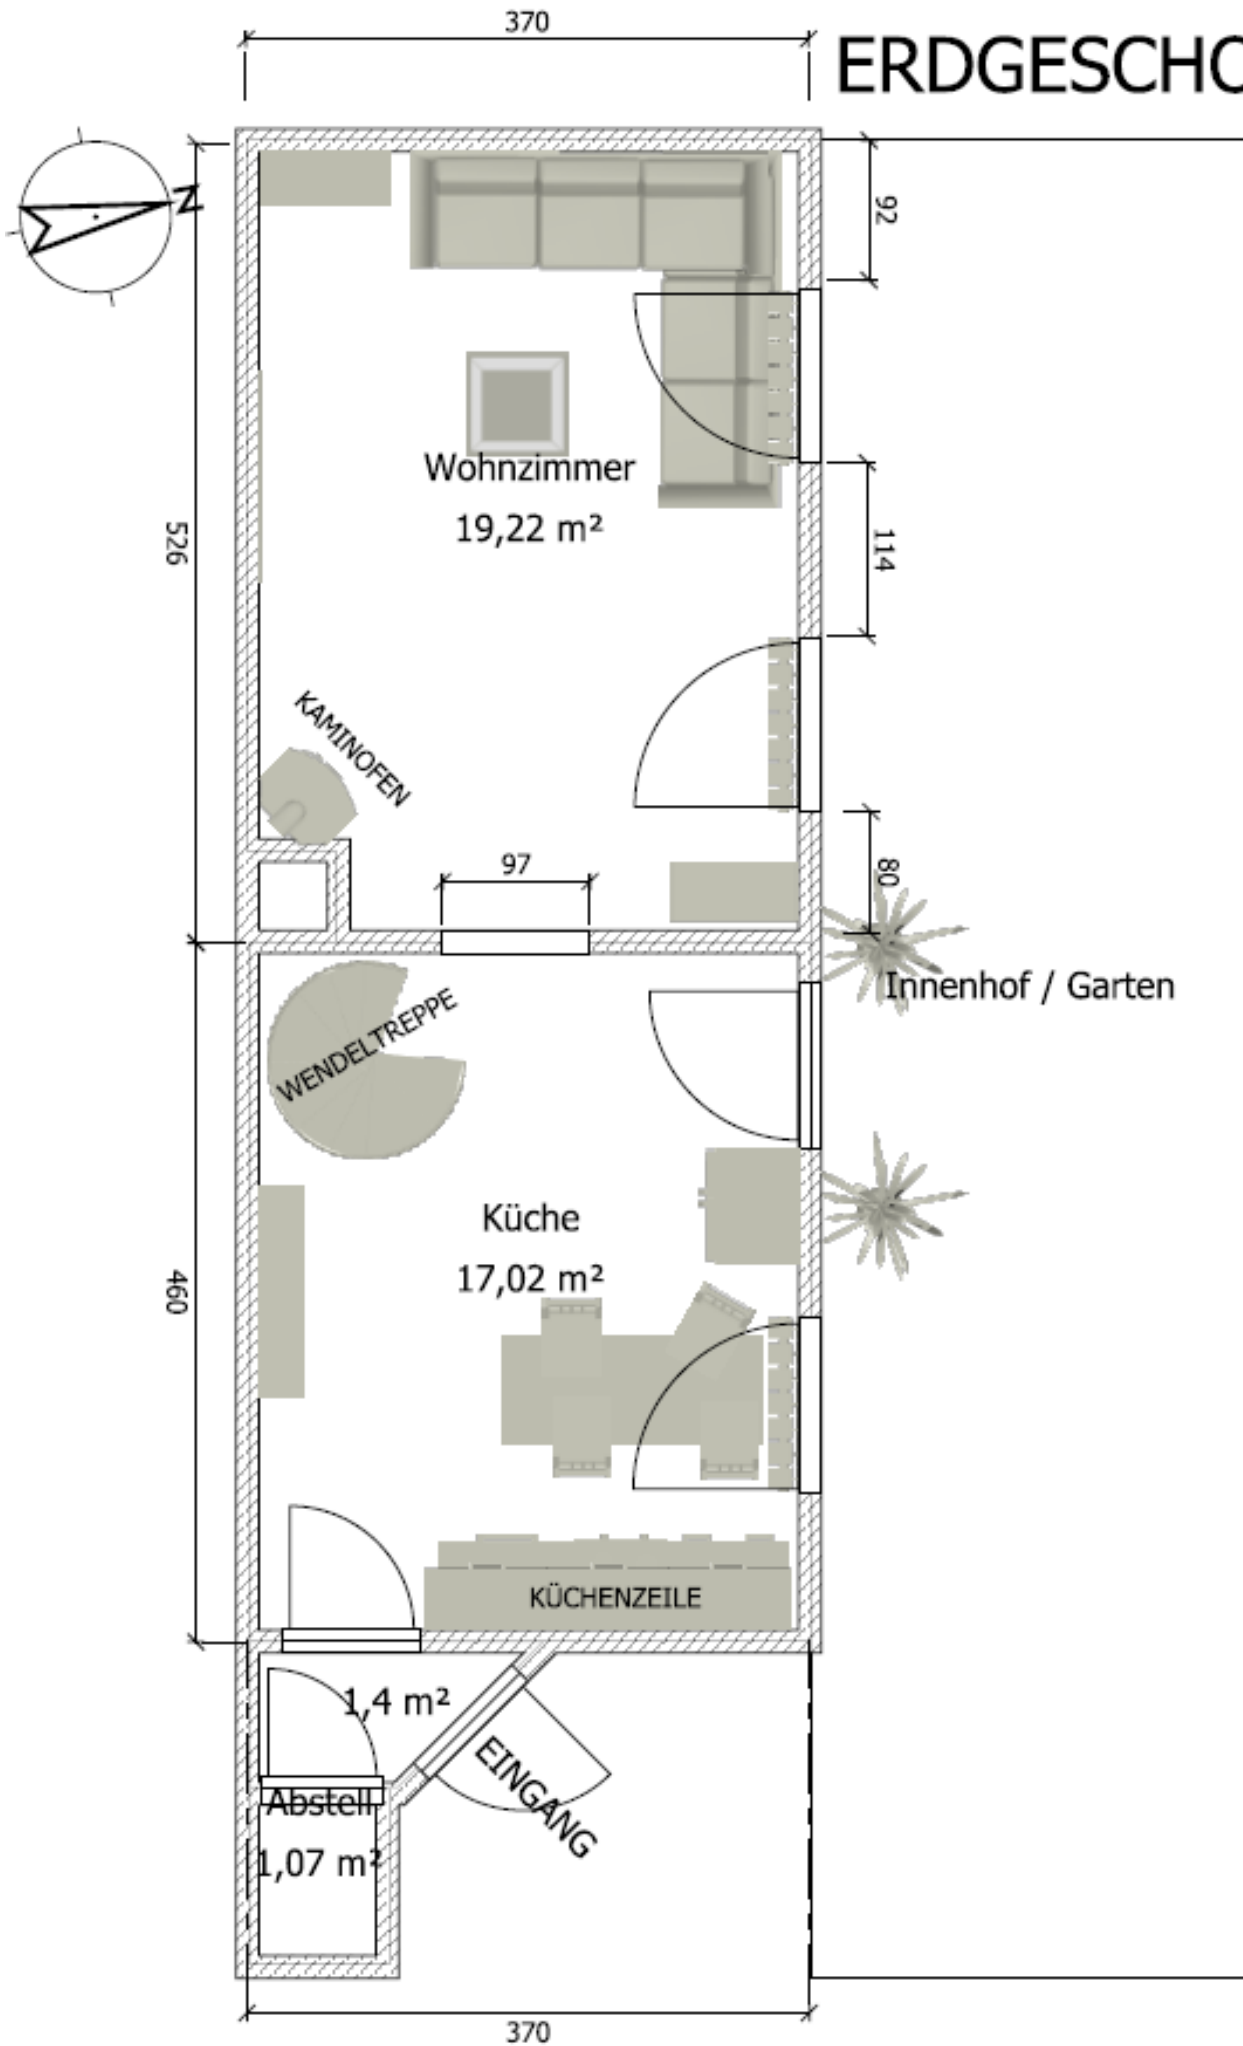 370
ERDGESCHO
N
92
Wohnzimmer
19,22 m²
526
114
KAMINOFEN
97
80
Innenhof / Garten
WENDELTREPPE
Küche
17,02 m²
460
KÜCHENZEILE
1,4 m²
EINGANG
Abstell
1,07 m²
370